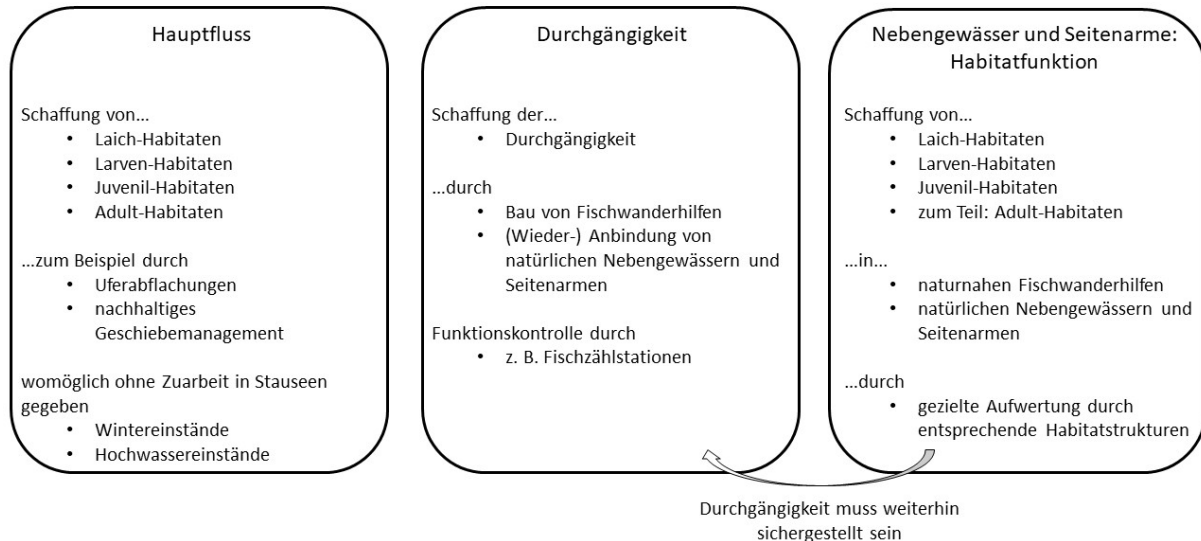 Hauptfluss
Schaffung von...
• Laich-Habitaten
• Larven-Habitaten
• Juvenil-Habitaten
• Adult-Habitaten
...zum Beispiel durch
• Uferabflachungen
• nachhaltiges
Geschiebemanagement
womöglich ohne Zuarbeit in Stauseen
gegeben
• Wintereinstände
• Hochwassereinstände
Durchgängigkeit
Schaffung der...
• Durchgängigkeit
...durch
• Bau von Fischwanderhilfen
• (Wieder-) Anbindung von
natürlichen Nebengewässern und
Seitenarmen
Funktionskontrolle durch
• z. B. Fischzählstationen
Nebengewässer und Seitenarme:
Habitatfunktion
Schaffung von...
• Laich-Habitaten
• Larven-Habitaten
• Juvenil-Habitaten
• zum Teil: Adult-Habitaten
...in...
• naturnahen Fischwanderhilfen
• natürlichen Nebengewässern und
Seitenarmen
...durch
• gezielte Aufwertung durch
entsprechende Habitatstrukturen
Durchgängigkeit muss weiterhin
sichergestellt sein